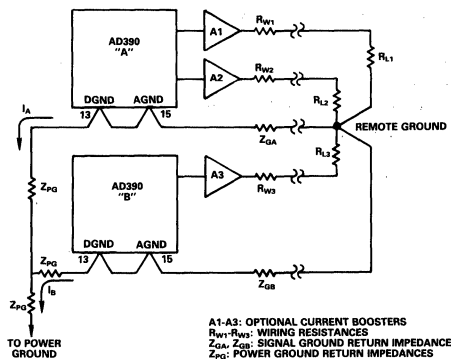 AD390
"A"
A1
RW1
RL1
A2
RW2
RL2
DGND
AGND
IA
13
15
REMOTE GROUND
ZGA
RL3
AD390
"B"
A3
RW3
ZPG
ZPG
DGND
AGND
13
15
IB
ZPG
ZGB
TO POWER
GROUND
A1-A3: OPTIONAL CURRENT BOOSTERS
RW1-RW3: WIRING RESISTANCES
ZGA, ZGB: SIGNAL GROUND RETURN IMPEDANCE
ZPG: POWER GROUND RETURN IMPEDANCES